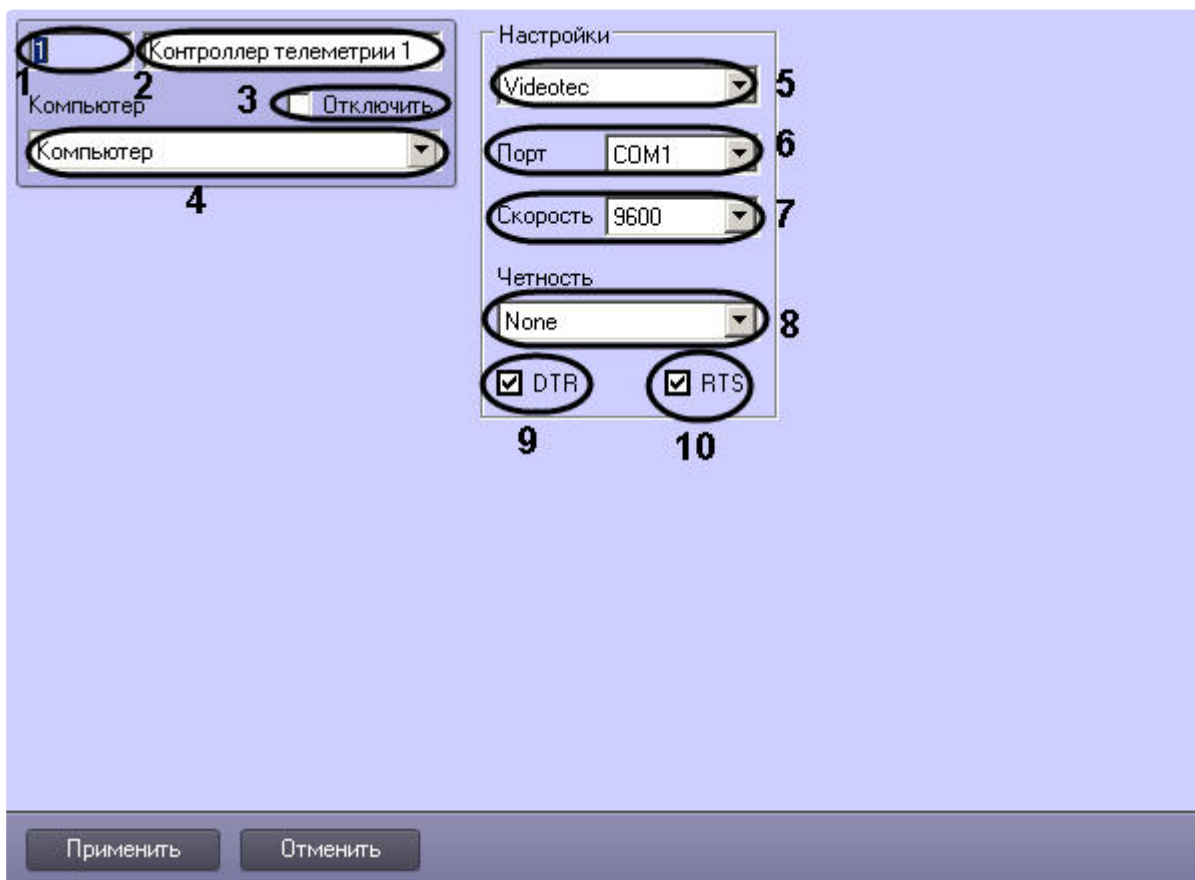 1
Контроллер телеметрии 1
1
2
Компьютер
3
Отключить
Компьютер
4
Настройки
Videotec
5
Порт
COM1
6
Скорость
9600
7
Четность
None
8
DTR
RTS
9
10
Применить
Отменить